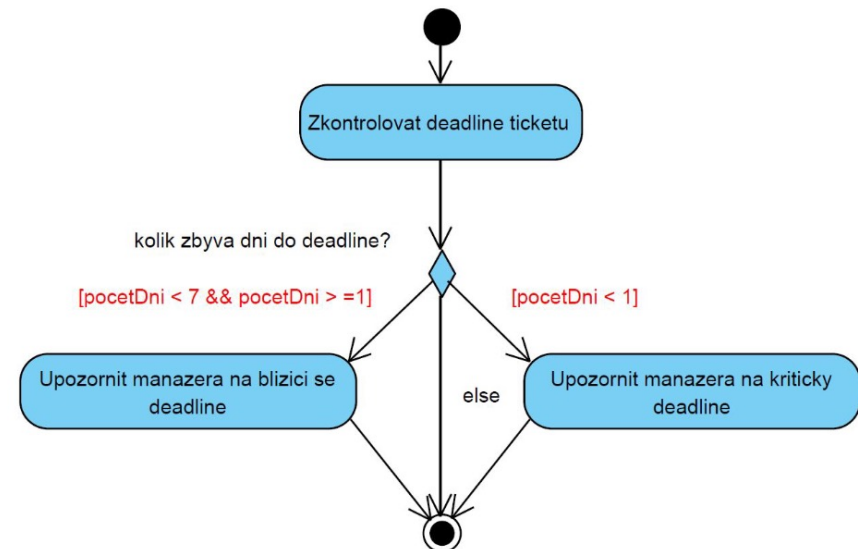 Zkontrolovat deadline ticketu
kolik zbyva dni do deadline?
[pocetDni < 7 && pocetDni > =1]
[pocetDni < 1]
Upozornit manazera na blizici se
deadline
else
Upozornit manazera na kriticky
deadline